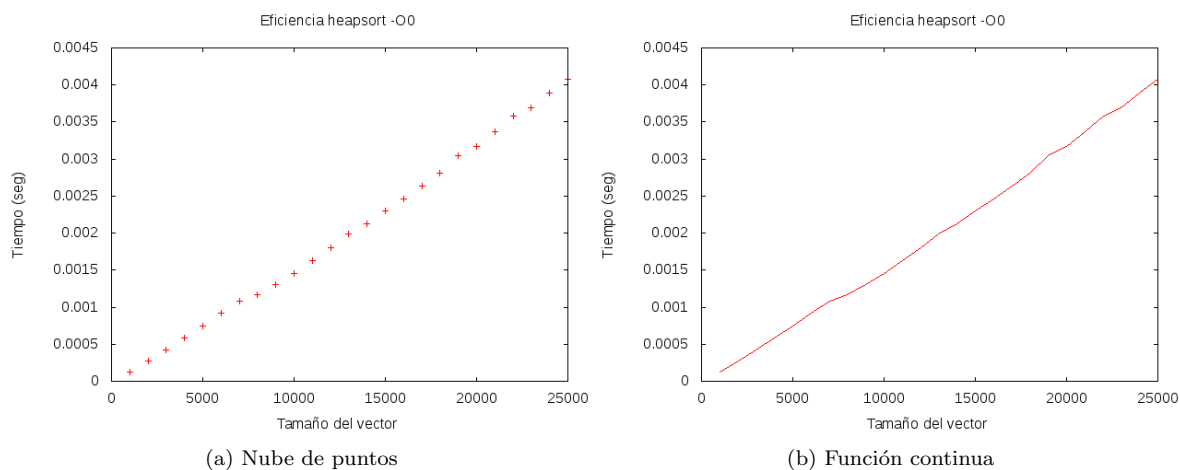 Eficiencia heapsort -O0
0.0045
0.004
0.0035
0.003
0.0025
0.002
0.0015
0.001
0.0005
0
0 5000 10000 15000 20000 25000
Tiempo (seg)
Tamaño del vector
(a) Nube de puntos
Eficiencia heapsort -O0
0.0045
0.004
0.0035
0.003
0.0025
0.002
0.0015
0.001
0.0005
0
0 5000 10000 15000 20000 25000
Tiempo (seg)
Tamaño del vector
(b) Función continua